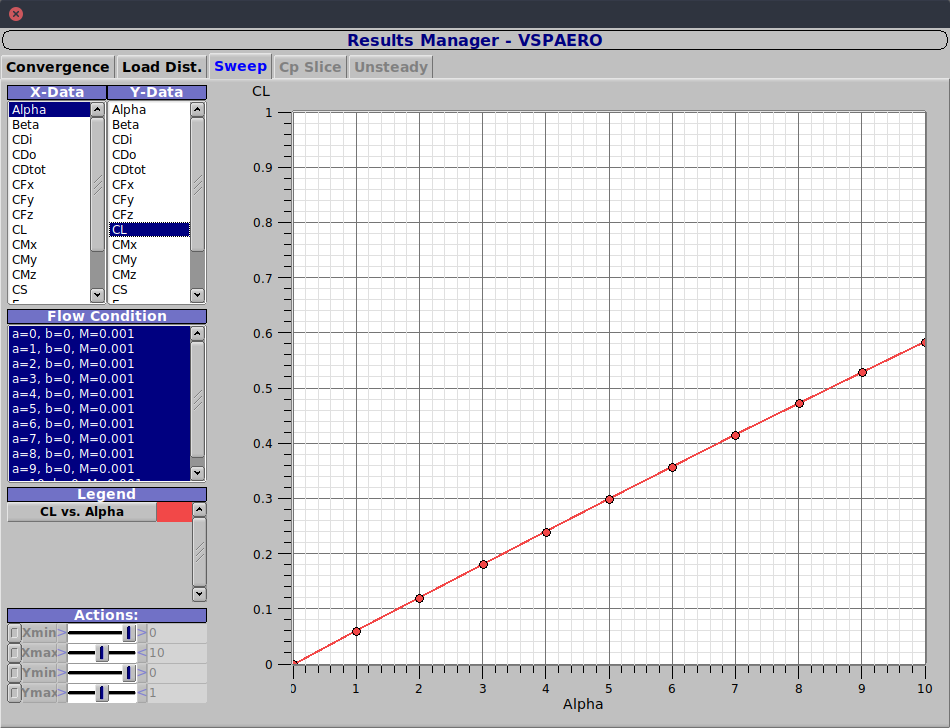 Results Manager - VSPAERO
Convergence Load Dist. Sweep Cp Slice Unsteady
X-Data Y-Data
Alpha Alpha
Beta Beta
CDi CDi
CDo CDo
CDtot CDtot
CFx CFx
CFy CFy
CFz CFz
CL CL
CMx CMx
CMy CMy
CMz CMz
CS CS
Flow Condition
a=0, b=0, M=0.001
a=1, b=0, M=0.001
a=2, b=0, M=0.001
a=3, b=0, M=0.001
a=4, b=0, M=0.001
a=5, b=0, M=0.001
a=6, b=0, M=0.001
a=7, b=0, M=0.001
a=8, b=0, M=0.001
a=9, b=0, M=0.001
Legend
CL vs. Alpha
Actions:
Xmin > > 0
Xmax > < 10
Ymin > > 0
Ymax > < 1
CL
1
0.9
0.8
0.7
0.6
0.5
0.4
0.3
0.2
0.1
0
0 1 2 3 4 5 6 7 8 9 10
Alpha